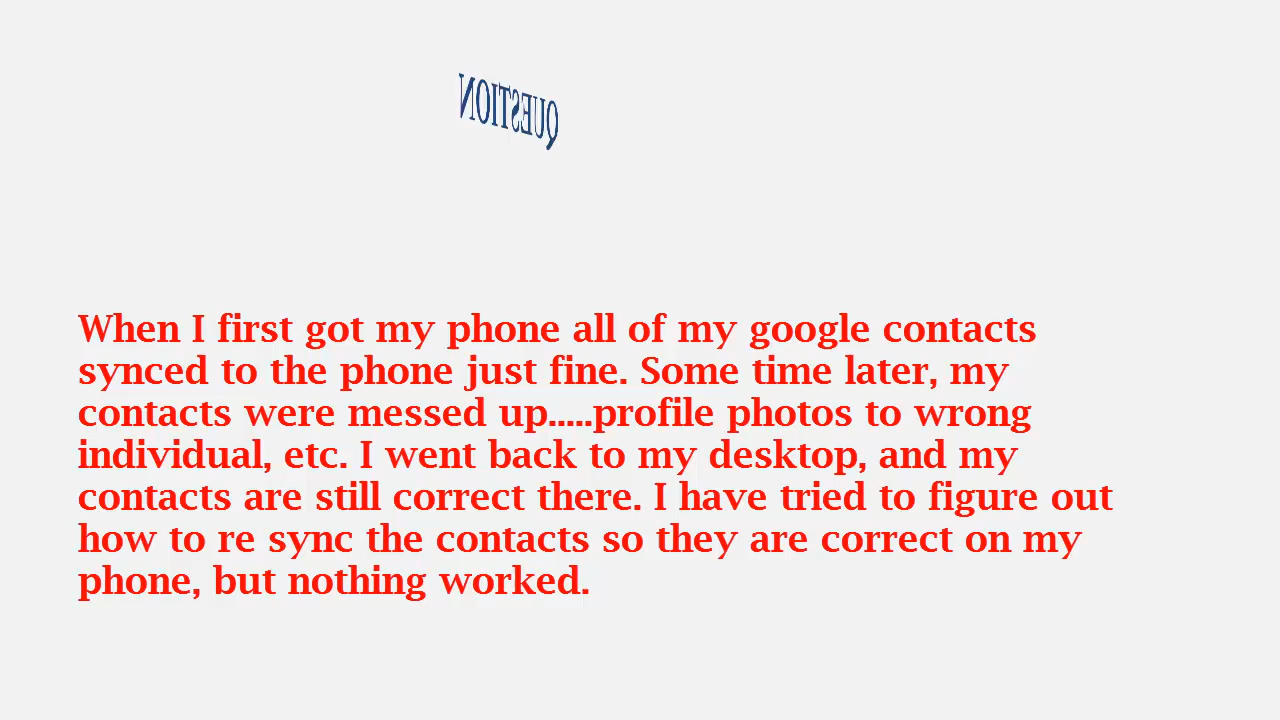 QUESTION
When I first got my phone all of my google contacts
synced to the phone just fine. Some time later, my
contacts were messed up.....profile photos to wrong
individual, etc. I went back to my desktop, and my
contacts are still correct there. I have tried to figure out
how to re sync the contacts so they are correct on my
phone, but nothing worked.